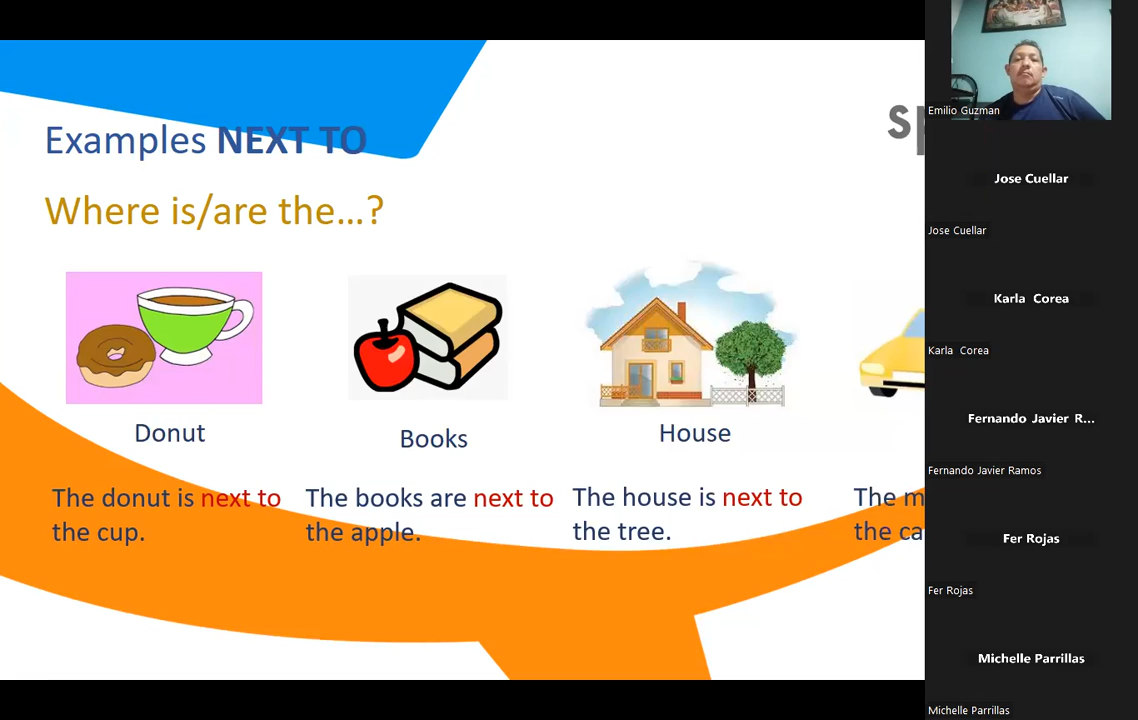 Examples NEXT TO
Where is/are the...?
Donut
Books
House
The donut is next to
the cup.
The books are next to
the apple.
The house is next to
the tree.
The
the
Emilio Guzman
Jose Cuellar
Jose Cuellar
Karla Corea
Karla Corea
Fernando Javier R...
Fernando Javier Ramos
Fer Rojas
Fer Rojas
Michelle Parrillas
Michelle Parrillas